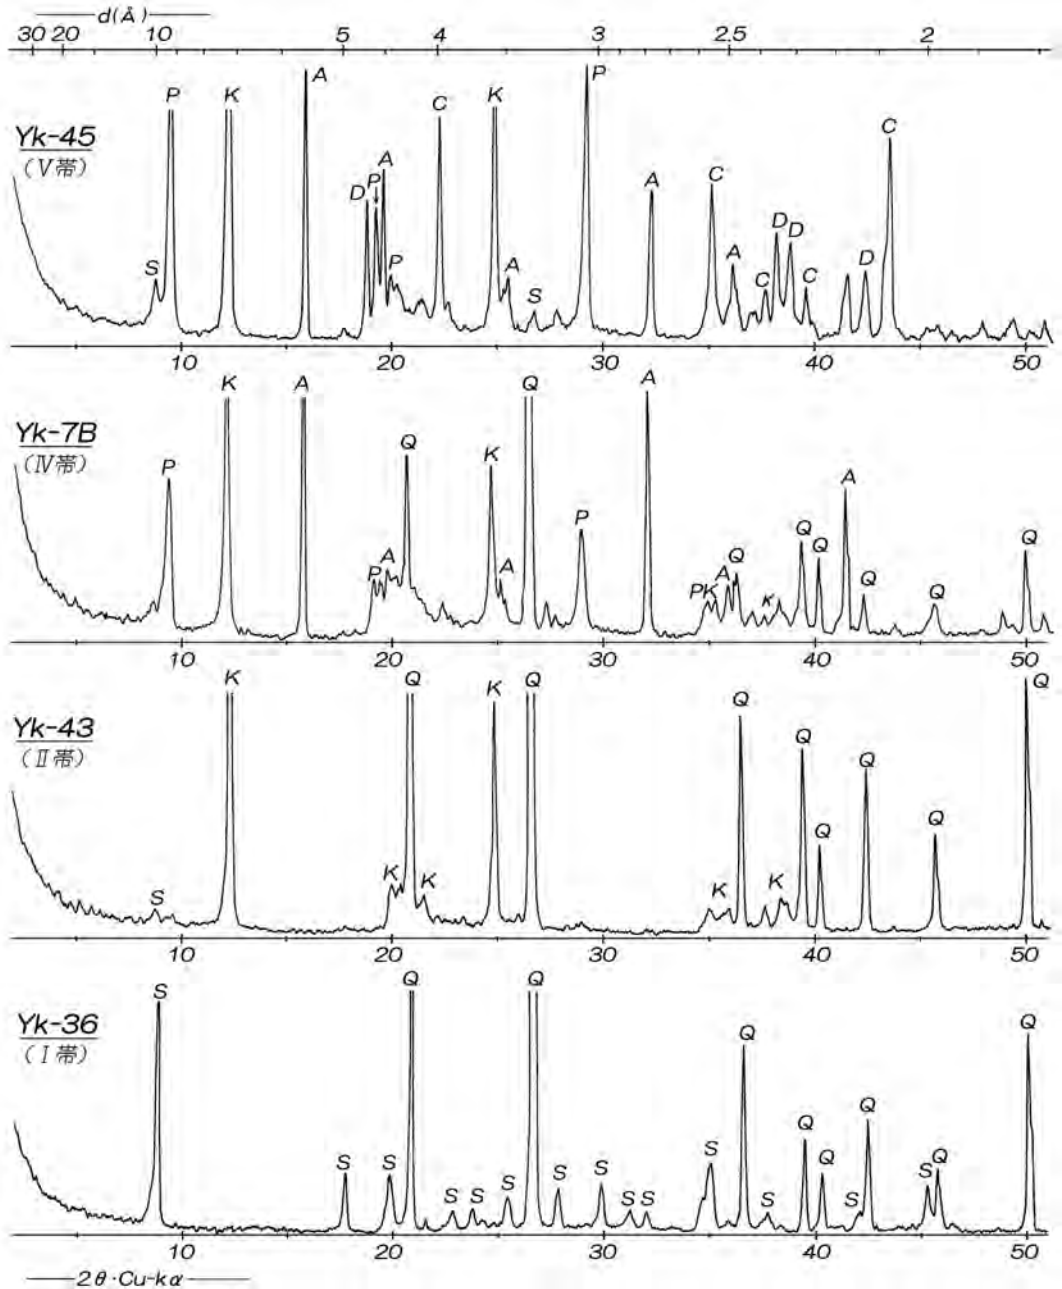 d(Å)
30 20 10 5 4 3 2.5 2
Yk-45
(V帯)
S P K A D P A P C K A S P A C A C D D C D C
10 20 30 40 50
Yk-7B
(Ⅳ帯)
P K A P A Q K A Q P A PK A Q K Q Q A Q Q Q
10 20 30 40 50
Yk-43
(Ⅱ帯)
S K K Q K K Q K Q K Q Q Q Q Q
10 20 30 40 50
Yk-36
(Ⅰ帯)
S S S Q S S S Q S S S S S Q S Q Q S Q S Q Q
10 20 30 40 50
2θ·Cu-kα